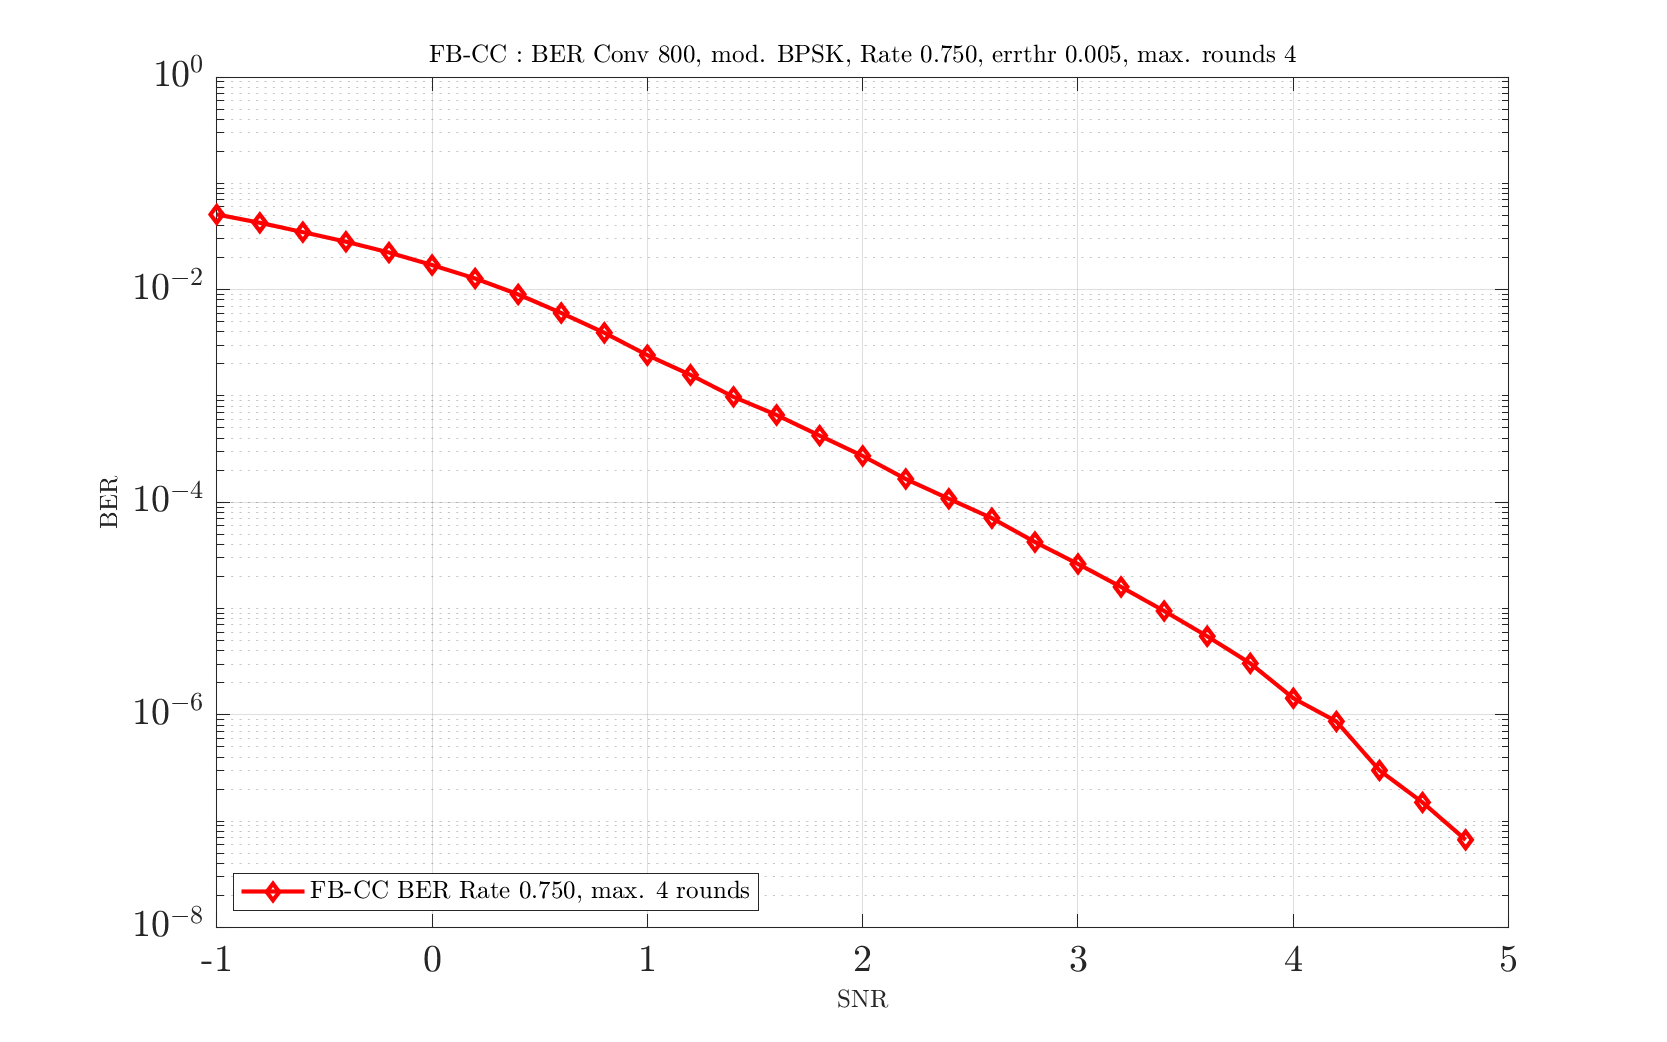 FB-CC : BER Conv 800, mod. BPSK, Rate 0.750, errthr 0.005, max. rounds 4
10^0
10^-2
10^-4
10^-6
10^-8
BER
FB-CC BER Rate 0.750, max. 4 rounds
-1 0 1 2 3 4 5
SNR